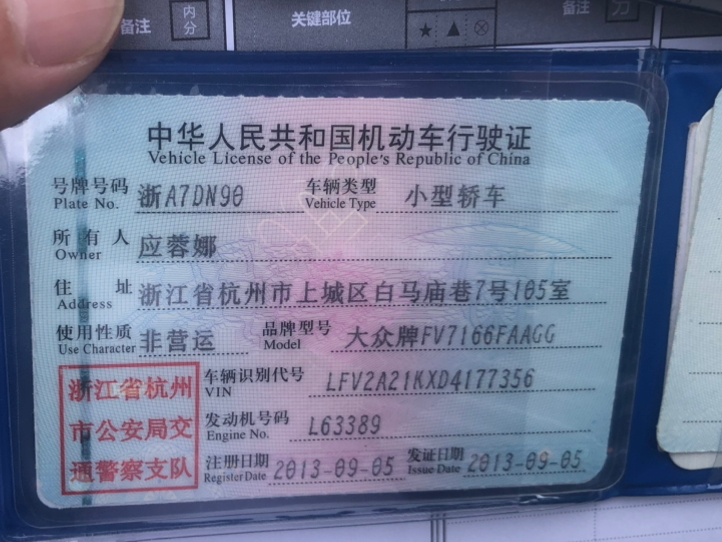 备注
内
分
关键部位
★ ▲ ⊗
备注
中华人民共和国机动车行驶证
Vehicle License of the People's Republic of China
号牌号码 浙A7DN90 车辆类型 小型轿车
Plate No. Vehicle Type
所有人 应蓉娜
Owner
住址 浙江省杭州市上城区白马庙巷7号105室
Address
使用性质 非营运 品牌型号 大众牌FV7166FAAGG
Use Character Model
浙江省杭州
市公安局交
通警察支队
车辆识别代号 LFV2A21KXD4177356
VIN
发动机号码 L63389
Engine No.
注册日期 2013-09-05 发证日期 2013-09-05
Register Date Issue Date